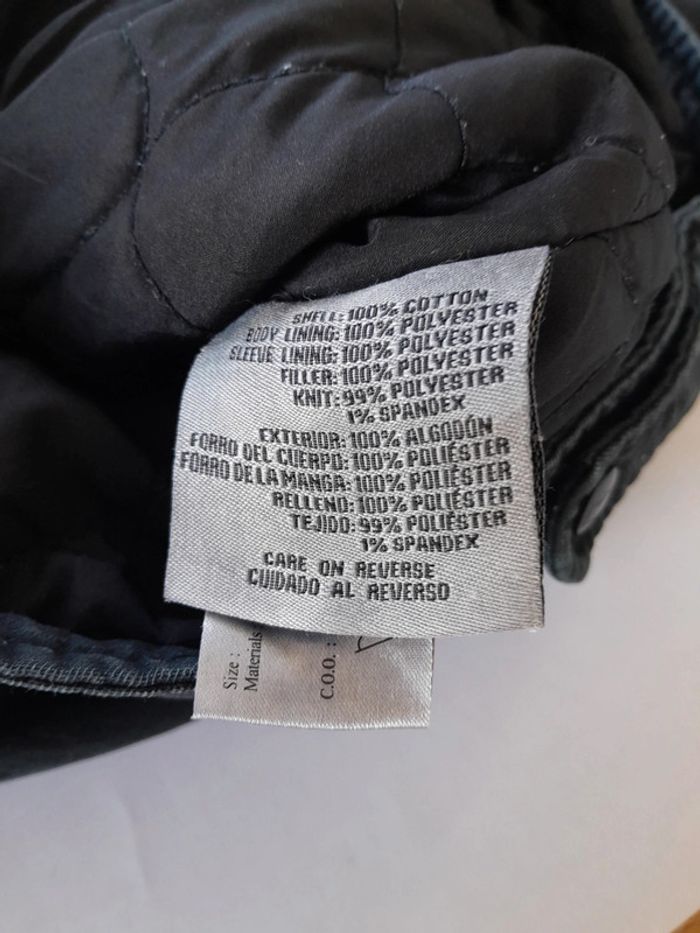 SHELL: 100% COTTON
BODY LINING: 100% POLYESTER
SLEEVE LINING: 100% POLYESTER
FILLER: 100% POLYESTER
KNIT: 99% POLYESTER
1% SPANDEX
EXTERIOR: 100% ALGODÓN
FORRO DEL CUERPO: 100% POLIÉSTER
FORRO DE LA MANGA: 100% POLIÉSTER
RELLENO: 100% POLIÉSTER
TEJIDO: 99% POLIÉSTER
1% SPANDEX
CARE ON REVERSE
CUIDADO AL REVERSO
Size :
Materials
C.O.O. :